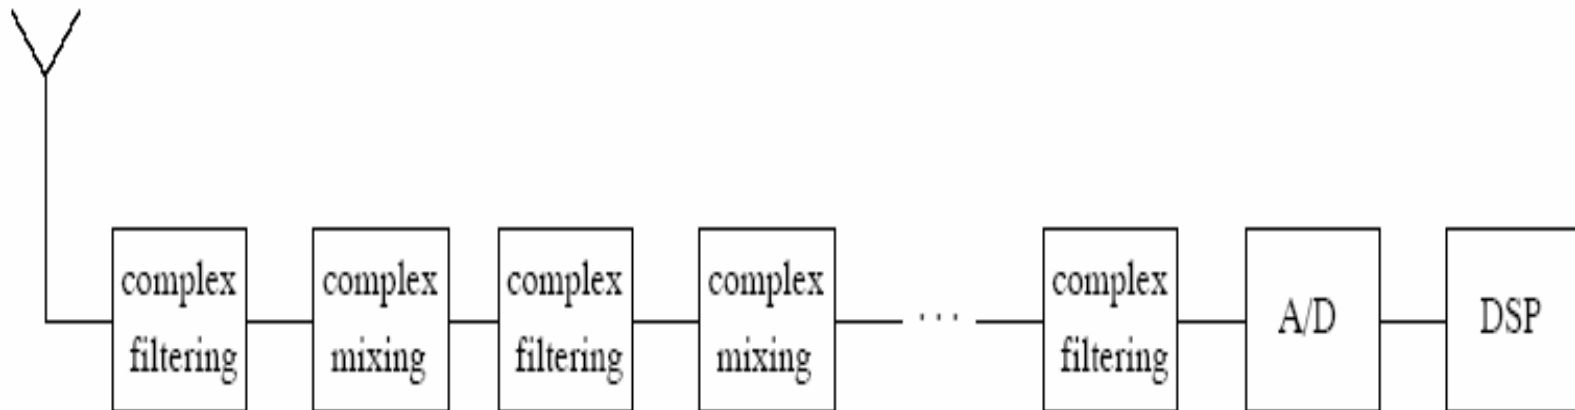 complex
filtering
complex
mixing
complex
filtering
complex
mixing
...
complex
filtering
A/D
DSP